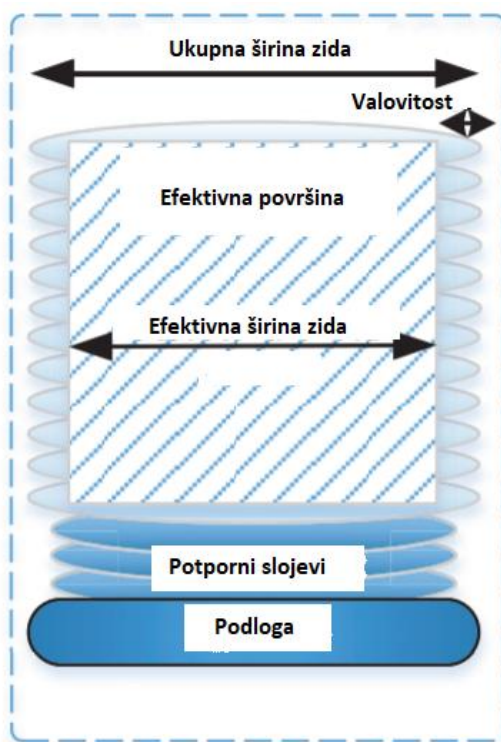 Ukupna širina zida
Valovitost
Efektivna površina
Efektivna širina zida
Potporni slojevi
Podloga